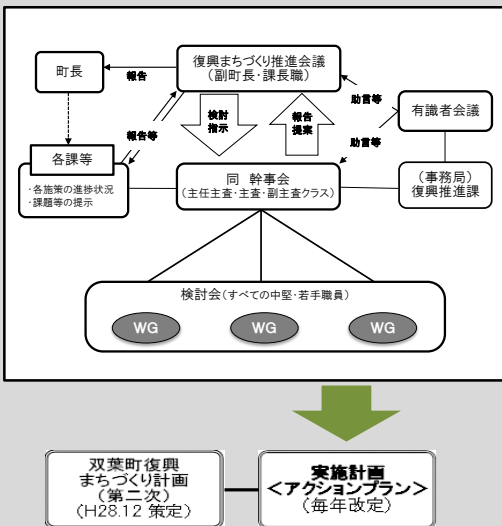 復興まちづくり推進会議
(副町長・課長職)
町長
報告
検討
指示
報告
提案
助言等
有識者会議
報告等
助言等
各課等
・各施策の進捗状況
・課題等の提示
同 幹事会
(主任主査・主査・副主査クラス)
(事務局)
復興推進課
検討会(すべての中堅・若手職員)
WG
WG
WG
双葉町復興
まちづくり計画
(第二次)
(H28.12 策定)
実施計画
<アクションプラン>
(毎年改定)